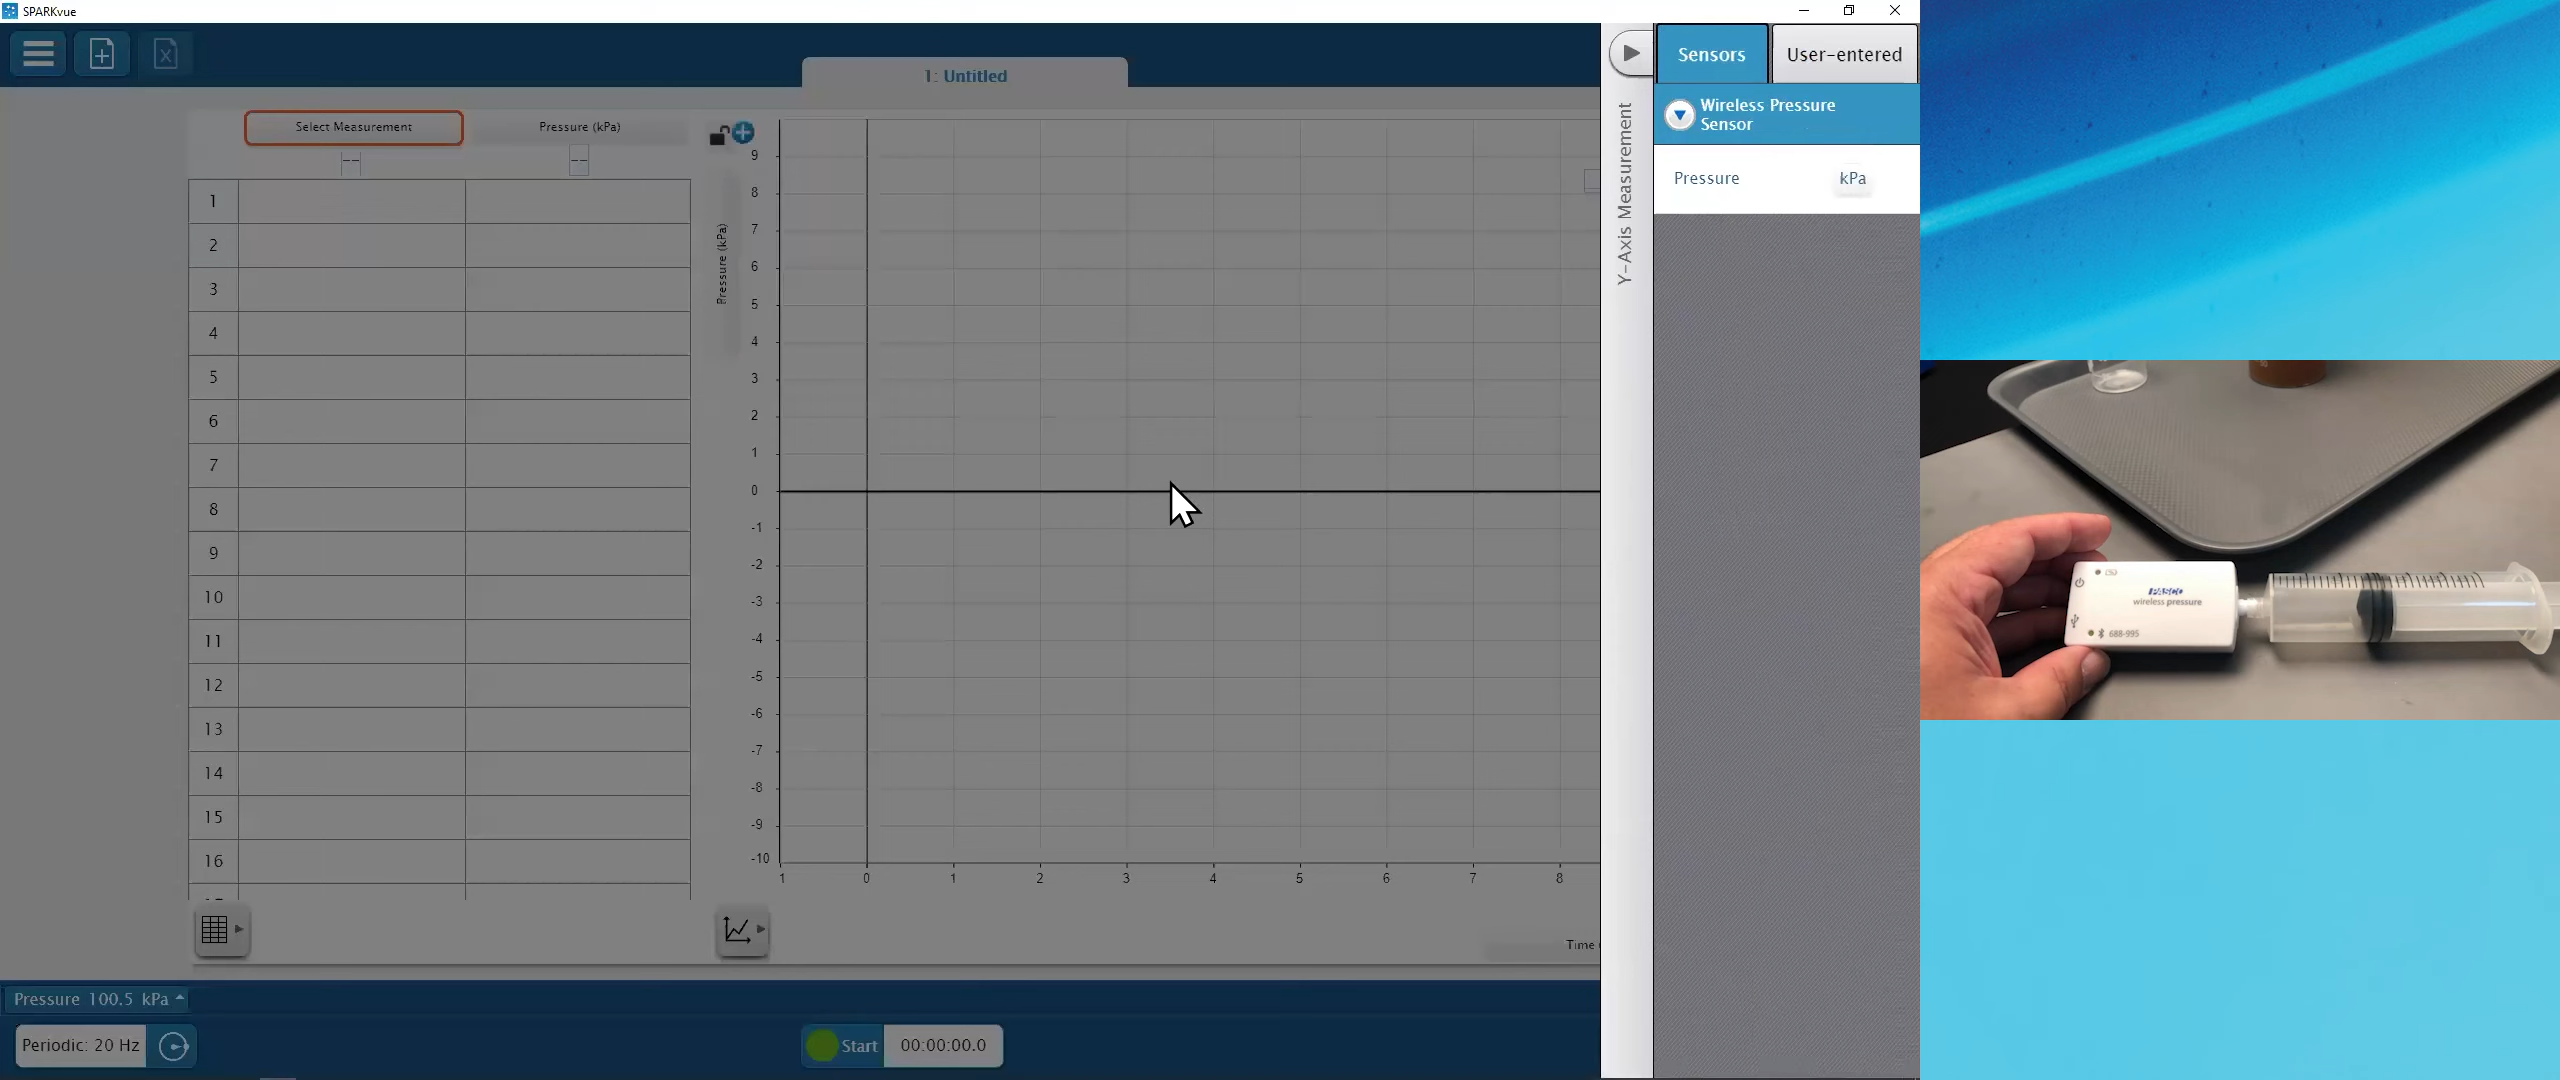 SPARKvue
1: Untitled
Select Measurement
Pressure (kPa)
--
--
1
2
3
4
5
6
7
8
9
10
11
12
13
14
15
16
Pressure (kPa)
9
8
7
6
5
4
3
2
1
0
-1
-2
-3
-4
-5
-6
-7
-8
-9
-10
1
0
1
2
3
4
5
6
7
8
Time
Pressure 100.5 kPa
Periodic: 20 Hz
Start
00:00:00.0
Y-Axis Measurement
Sensors
User-entered
Wireless Pressure
Sensor
Pressure
kPa
PASCO
wireless pressure
688-995